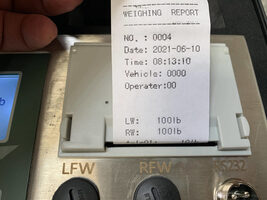 WEIGHING REPORT
NO.: 0004
Date: 2021-06-10
Time: 08:13:10
Vehicle: 0000
Operater:00
LW: 100lb
RW: 100lb
LFW
RFW
RS232